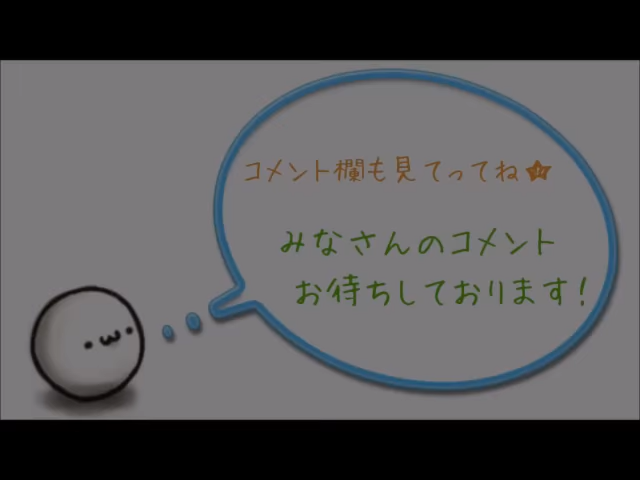 コメント欄も見てってね★
みなさんのコメント
お待ちしております!